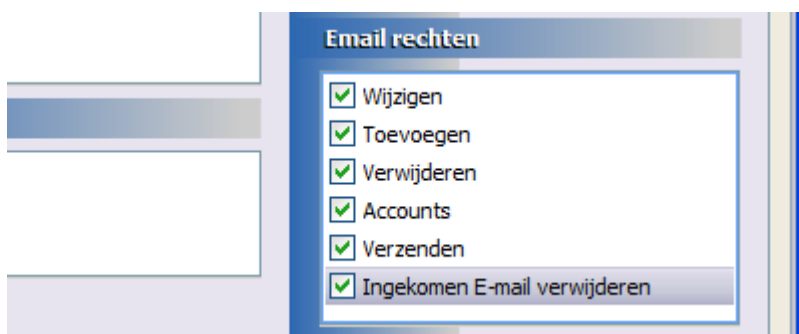 Email rechten
Wijzigen
Toevoegen
Verwijderen
Accounts
Verzenden
Ingekomen E-mail verwijderen